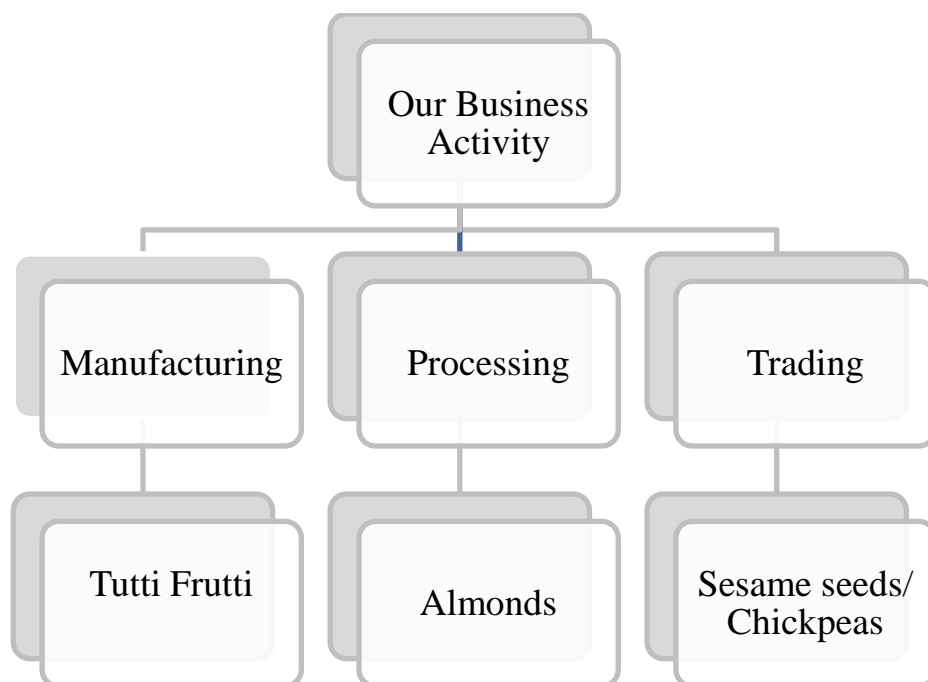 Our Business
Activity
Manufacturing
Processing
Trading
Tutti Frutti
Almonds
Sesame seeds/
Chickpeas